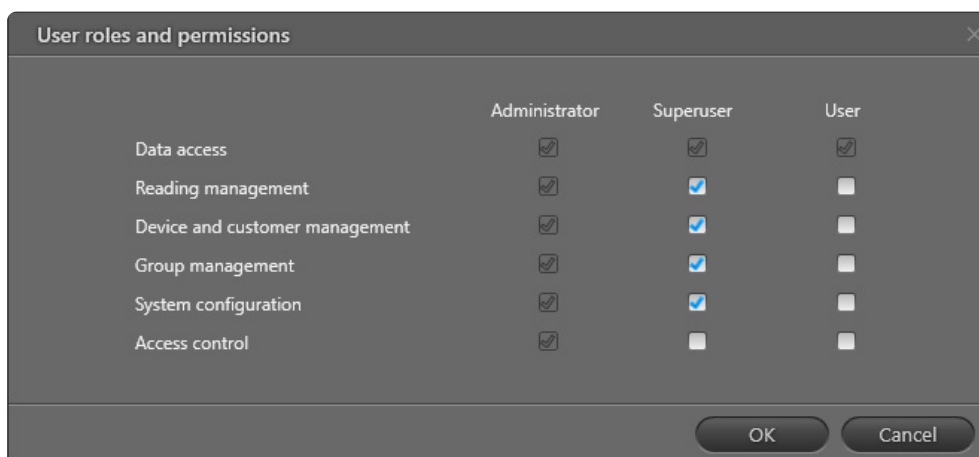 User roles and permissions
Administrator Superuser User
Data access
Reading management
Device and customer management
Group management
System configuration
Access control
OK Cancel